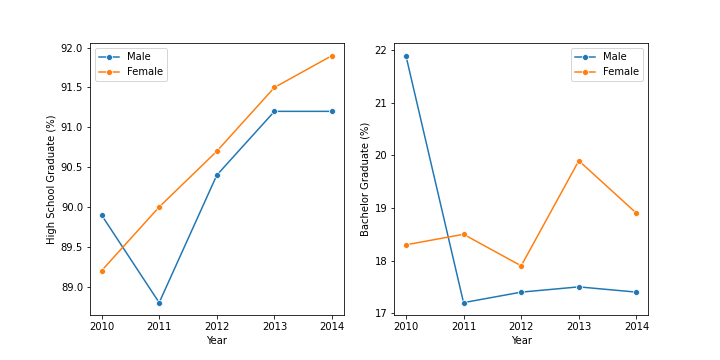 High School Graduate (%)
92.0
91.5
91.0
90.5
90.0
89.5
89.0
Male
Female
2010 2011 2012 2013 2014
Year
Bachelor Graduate (%)
22
21
20
19
18
17
Male
Female
2010 2011 2012 2013 2014
Year